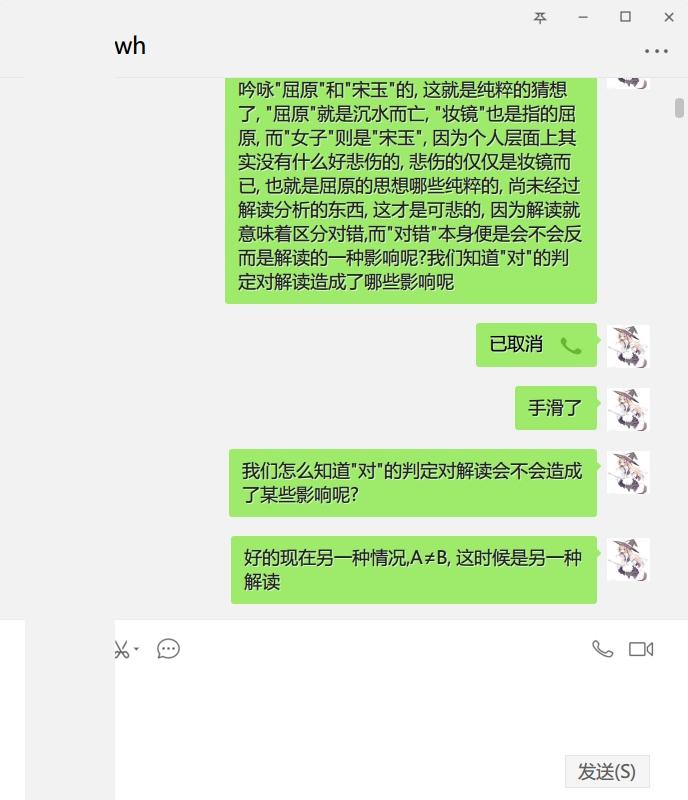 wh
吟咏"屈原"和"宋玉"的, 这就是纯粹的猜想
了, "屈原"就是沉水而亡, "妆镜"也是指的屈
原, 而"女子"则是"宋玉", 因为个人层面上其
实没有什么好悲伤的, 悲伤的仅仅是妆镜而
已, 也就是屈原的思想哪些纯粹的, 尚未经过
解读分析的东西, 这才是可悲的, 因为解读就
意味着区分对错,而"对错"本身便是会不会反
而是解读的一种影响呢?我们知道"对"的判
定对解读造成了哪些影响呢
已取消
手滑了
我们怎么知道"对"的判定对解读会不会造成
了某些影响呢?
好的现在另一种情况,A≠B, 这时候是另一种
解读
发送(S)